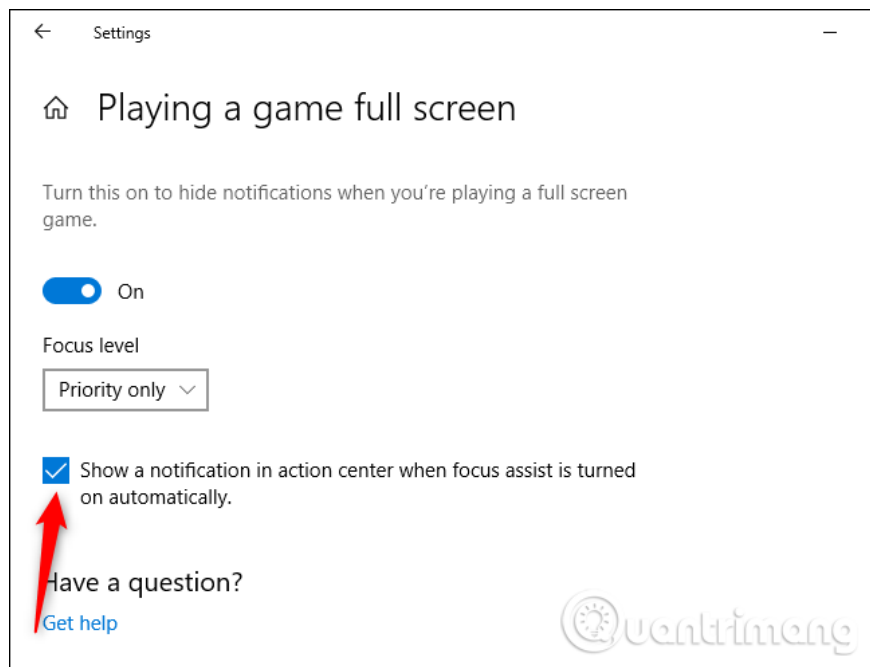 Settings
Playing a game full screen
Turn this on to hide notifications when you're playing a full screen
game.
On
Focus level
Priority only
Show a notification in action center when focus assist is turned
on automatically.
Have a question?
Get help
Quantrimang